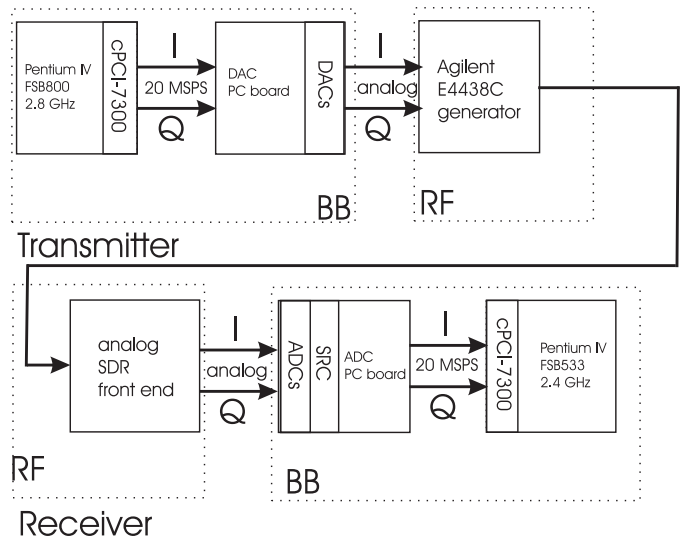 Pentium IV
FSB800
2.8 GHz
cPCI-7300
I
20 MSPS
Q
DAC
PC board
DACs
I
analog
Q
Agilent
E4438C
generator
BB
RF
Transmitter
analog
SDR
front end
I
analog
Q
ADCs
SRC
ADC
PC board
I
20 MSPS
Q
cPCI-7300
Pentium IV
FSB533
2.4 GHz
RF
BB
Receiver